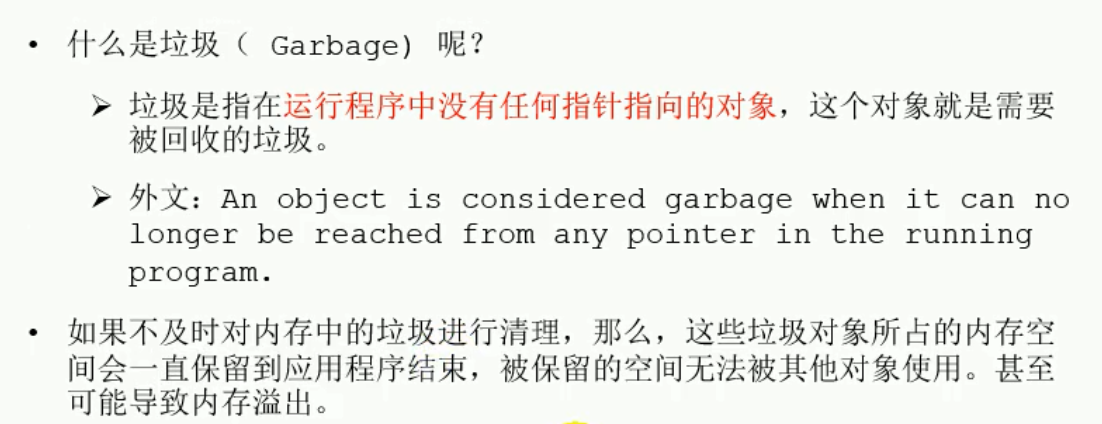 • 什么是垃圾（ Garbage) 呢？
➢ 垃圾是指在运行程序中没有任何指针指向的对象，这个对象就是需要
被回收的垃圾。
➢ 外文：An object is considered garbage when it can no
longer be reached from any pointer in the running
program.
• 如果不及时对内存中的垃圾进行清理，那么，这些垃圾对象所占的内存空
间会一直保留到应用程序结束，被保留的空间无法被其他对象使用。甚至
可能导致内存溢出。